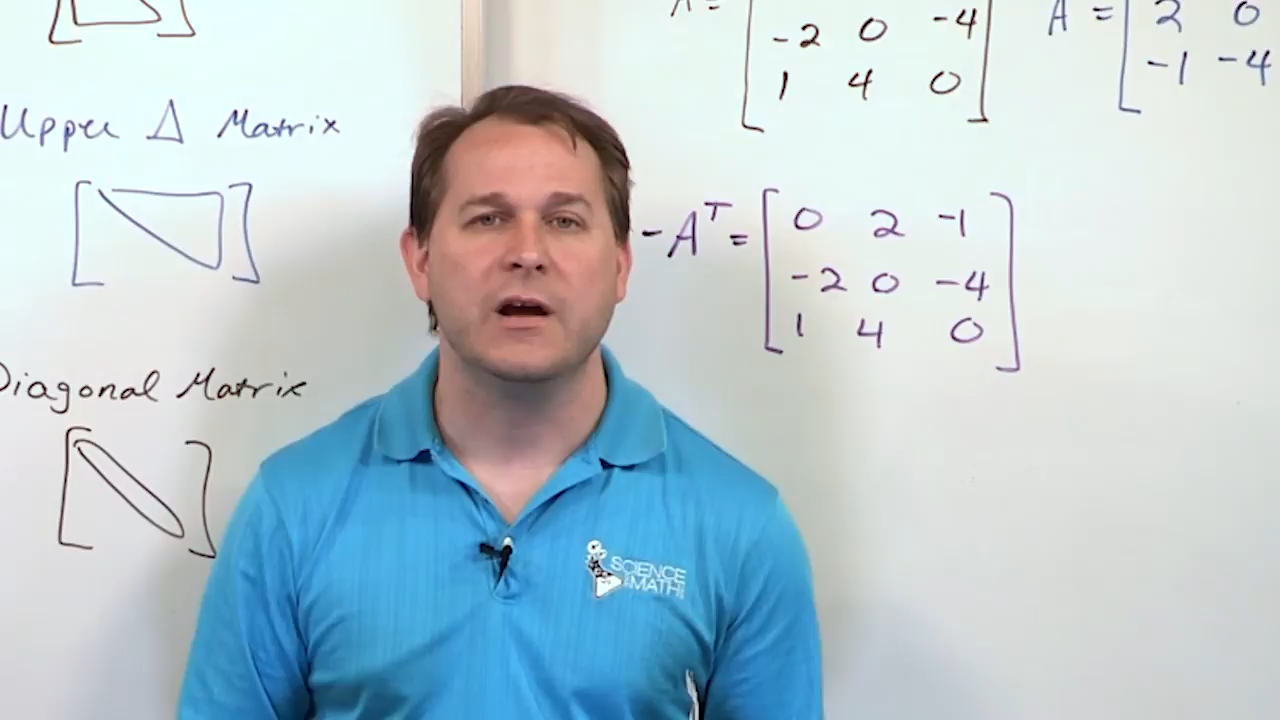 Upper Δ Matrix
Diagonal Matrix
A =
-2 0 -4
1 4 0
A = 2 0
-1 -4
-Aᵀ = 0 2 -1
-2 0 -4
1 4 0
SCIENCE
MATH